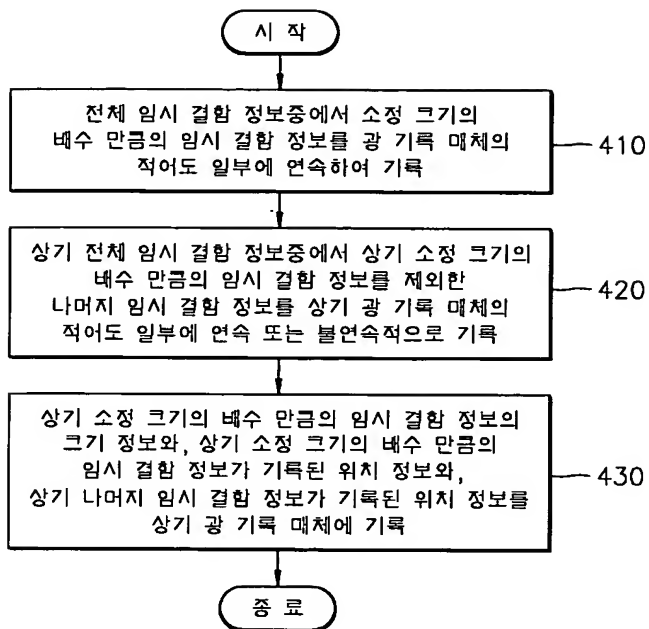 시 작
전체 임시 결함 정보중에서 소정 크기의
배수 만큼의 임시 결함 정보를 광 기록 매체의
적어도 일부에 연속하여 기록
410
상기 전체 임시 결함 정보중에서 상기 소정 크기의
배수 만큼의 임시 결함 정보를 제외한
나머지 임시 결함 정보를 상기 광 기록 매체의
적어도 일부에 연속 또는 불연속적으로 기록
420
상기 소정 크기의 배수 만큼의 임시 결함 정보의
크기 정보와, 상기 소정 크기의 배수 만큼의
임시 결함 정보가 기록된 위치 정보와,
상기 나머지 임시 결함 정보가 기록된 위치 정보를
상기 광 기록 매체에 기록
430
종 료